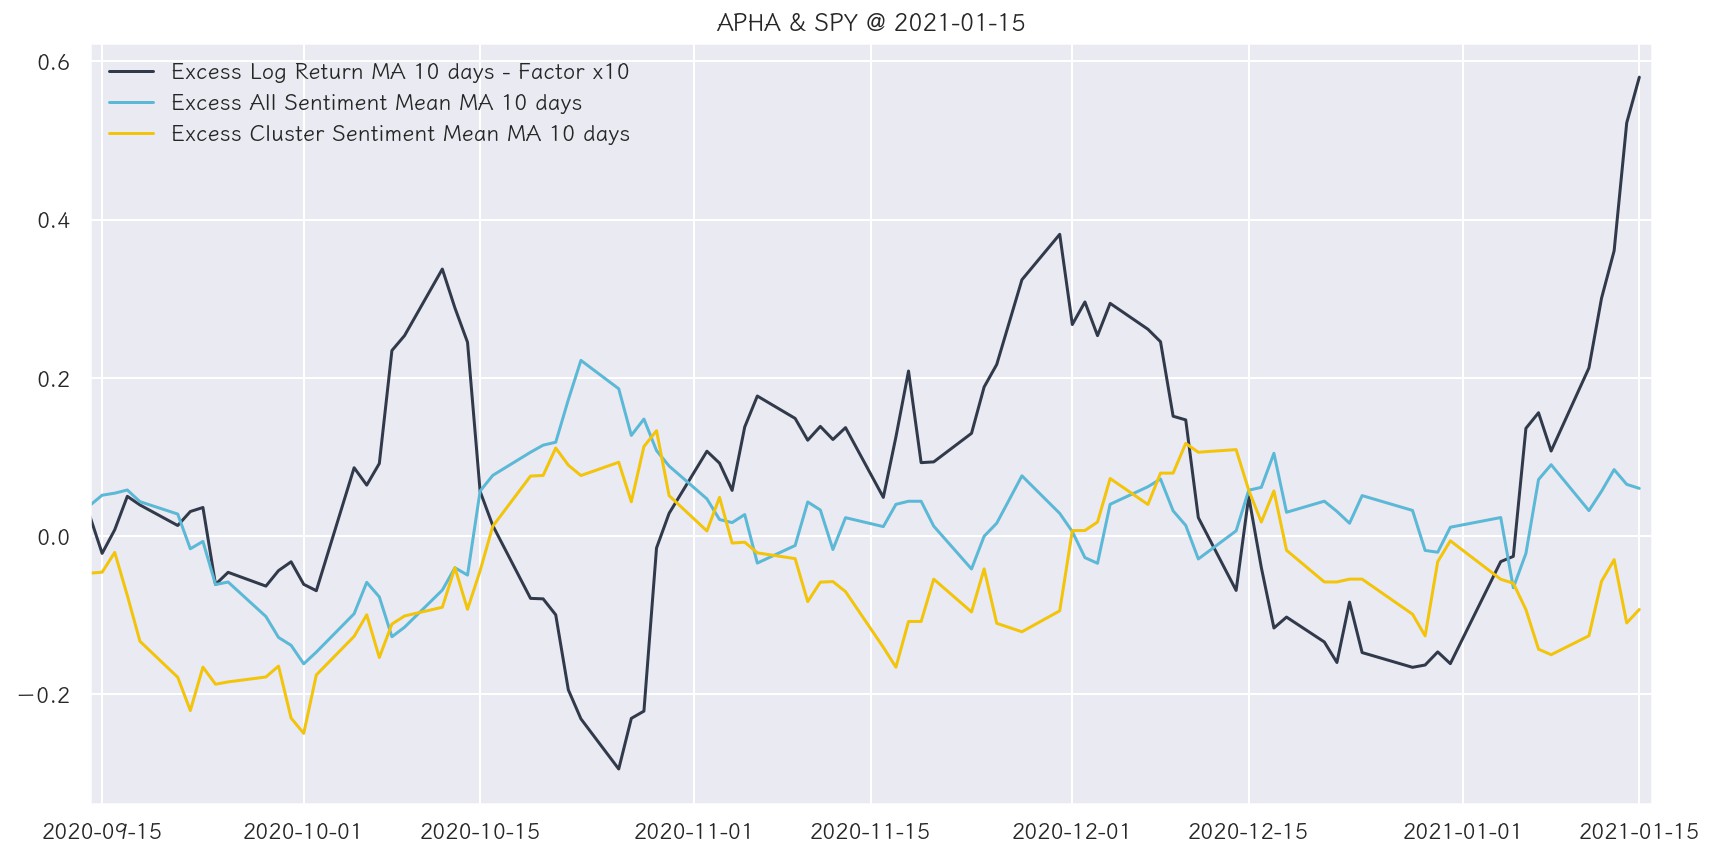 APHA & SPY @ 2021-01-15
0.6
0.4
0.2
0.0
−0.2
Excess Log Return MA 10 days - Factor x10
Excess All Sentiment Mean MA 10 days
Excess Cluster Sentiment Mean MA 10 days
2020-09-15 2020-10-01 2020-10-15 2020-11-01 2020-11-15 2020-12-01 2020-12-15 2021-01-01 2021-01-15